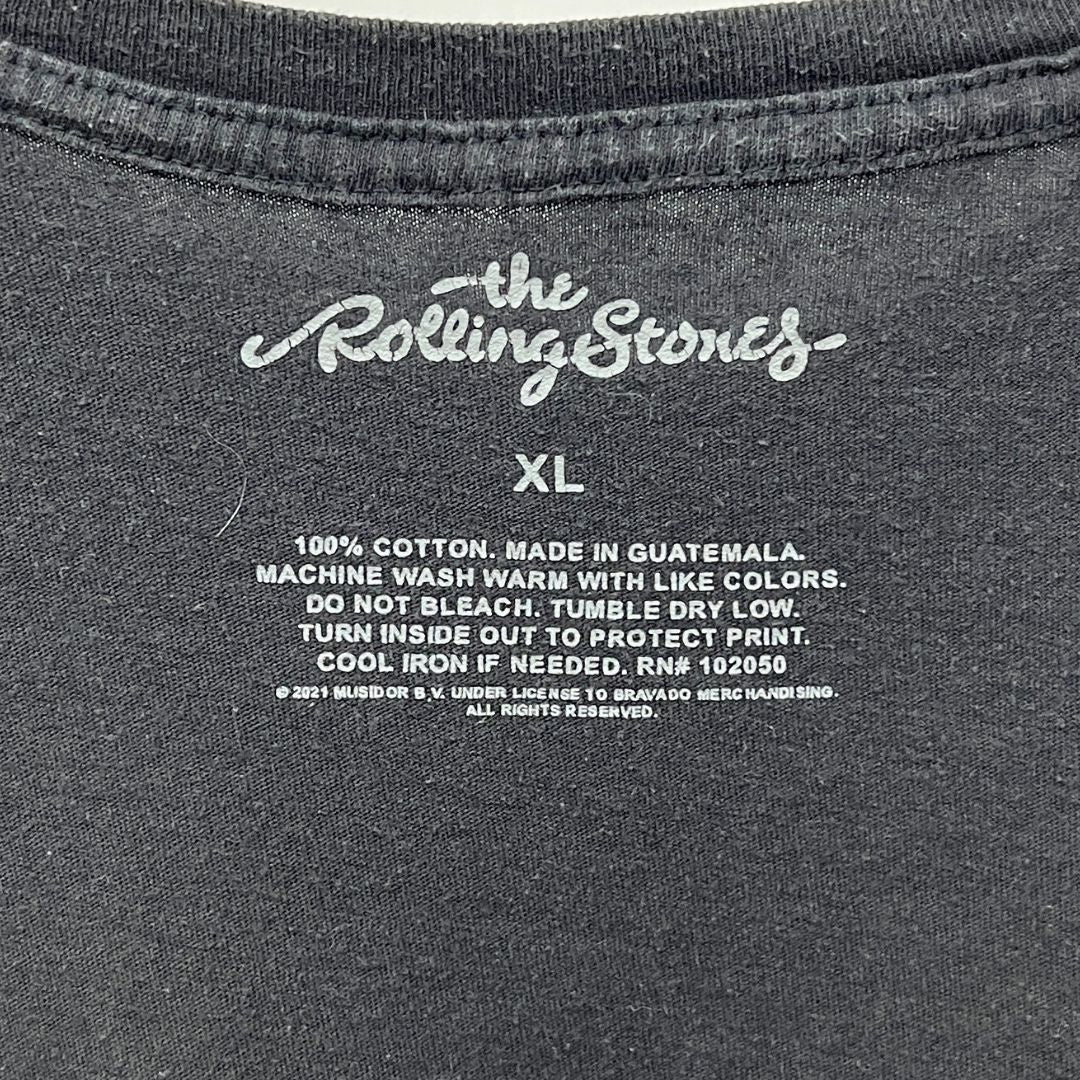 the
Rolling Stones
XL
100% COTTON. MADE IN GUATEMALA.
MACHINE WASH WARM WITH LIKE COLORS.
DO NOT BLEACH. TUMBLE DRY LOW.
TURN INSIDE OUT TO PROTECT PRINT.
COOL IRON IF NEEDED. RN# 102050
© 2021 MUSIDOR B.V. UNDER LICENSE TO BRAVADO MERCHANDISING.
ALL RIGHTS RESERVED.